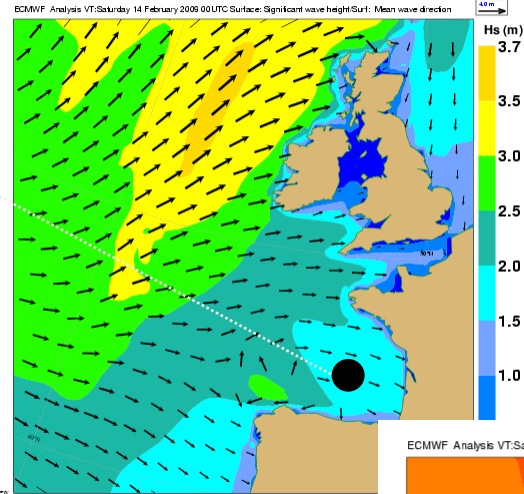 ECMWF Analysis VT:Saturday 14 February 2009 00UTC Surface: Significant wave height/Surf: Mean wave direction
4.0 m
Hs (m)
3.7
3.5
3.0
2.5
2.0
1.5
1.0
40°N
ECMWF Analysis VT:Sa